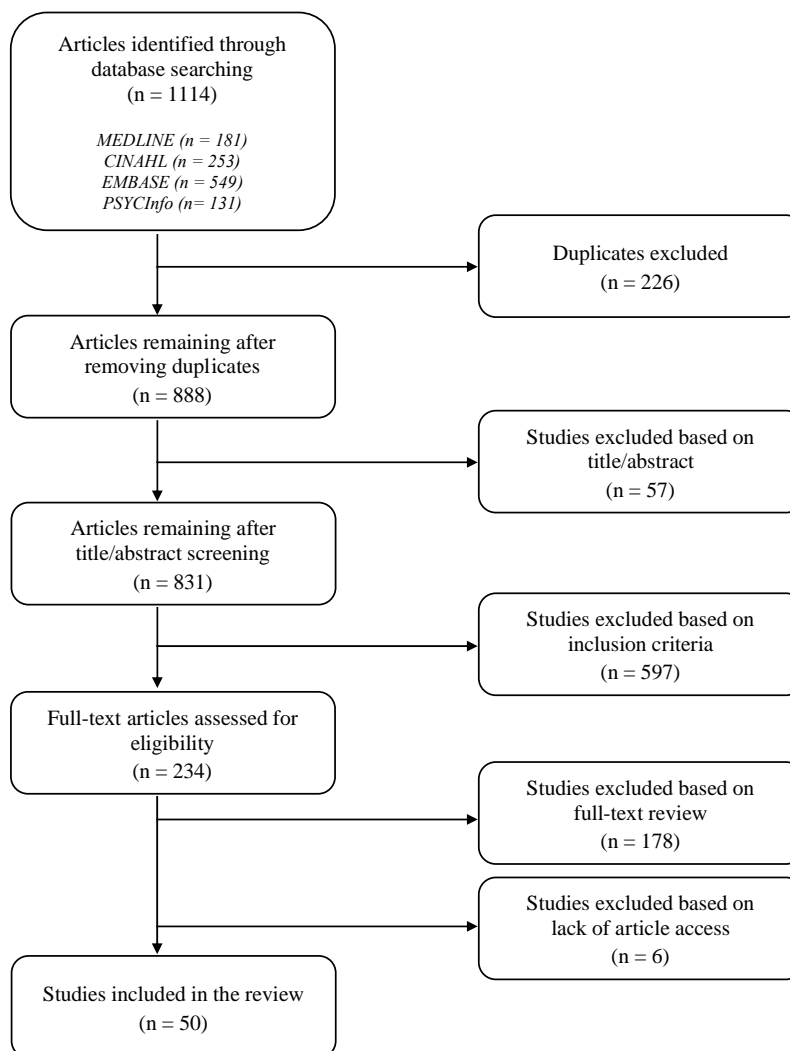 Articles identified through
database searching
(n = 1114)
MEDLINE (n = 181)
CINAHL (n = 253)
EMBASE (n = 549)
PSYCInfo (n= 131)
Duplicates excluded
(n = 226)
Articles remaining after
removing duplicates
(n = 888)
Studies excluded based on
title/abstract
(n = 57)
Articles remaining after
title/abstract screening
(n = 831)
Studies excluded based on
inclusion criteria
(n = 597)
Full-text articles assessed for
eligibility
(n = 234)
Studies excluded based on
full-text review
(n = 178)
Studies excluded based on
lack of article access
(n = 6)
Studies included in the review
(n = 50)